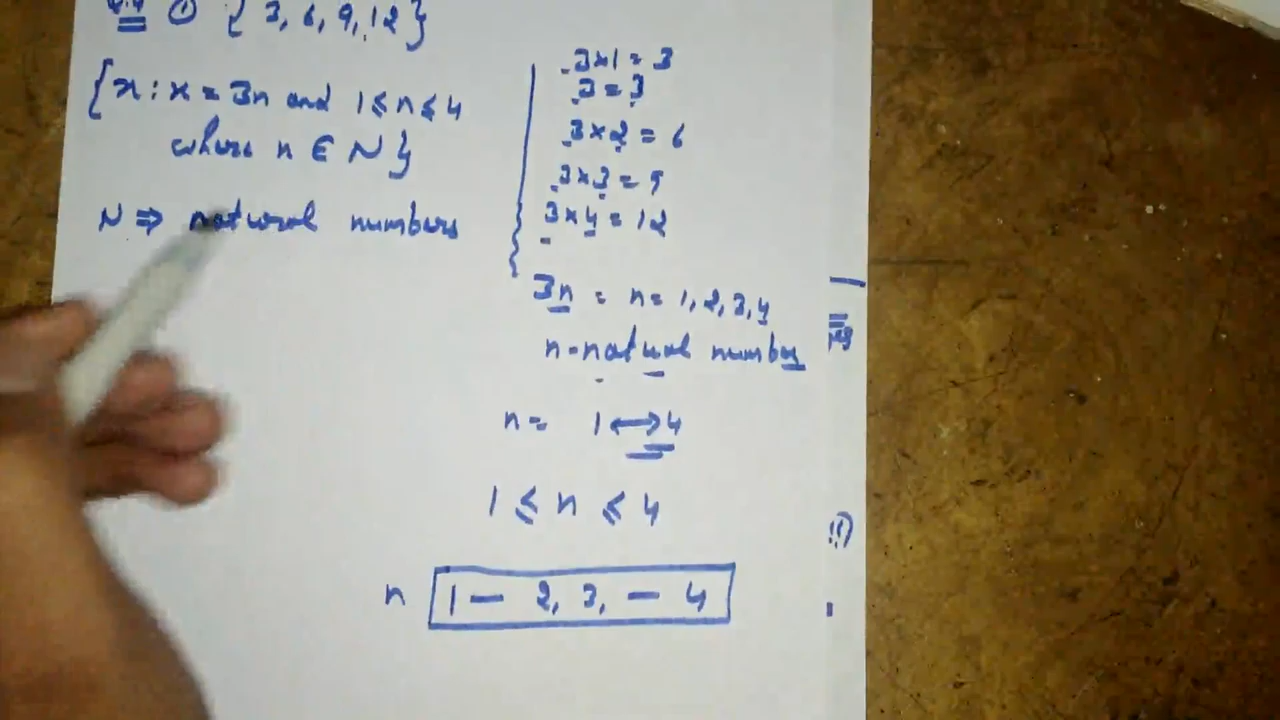 ① {3, 6, 9, 12}
{x : x = 3n and 1 ≤ n ≤ 4
where n ∈ N}
N ⇒ natural numbers
3×1 = 3
3 = 3
3×2 = 6
3×3 = 9
3×4 = 12
3n = n = 1, 2, 3, 4
n = natural number
n = 1 ↔ 4
1 ≤ n ≤ 4
n 1 — 2, 3, — 4